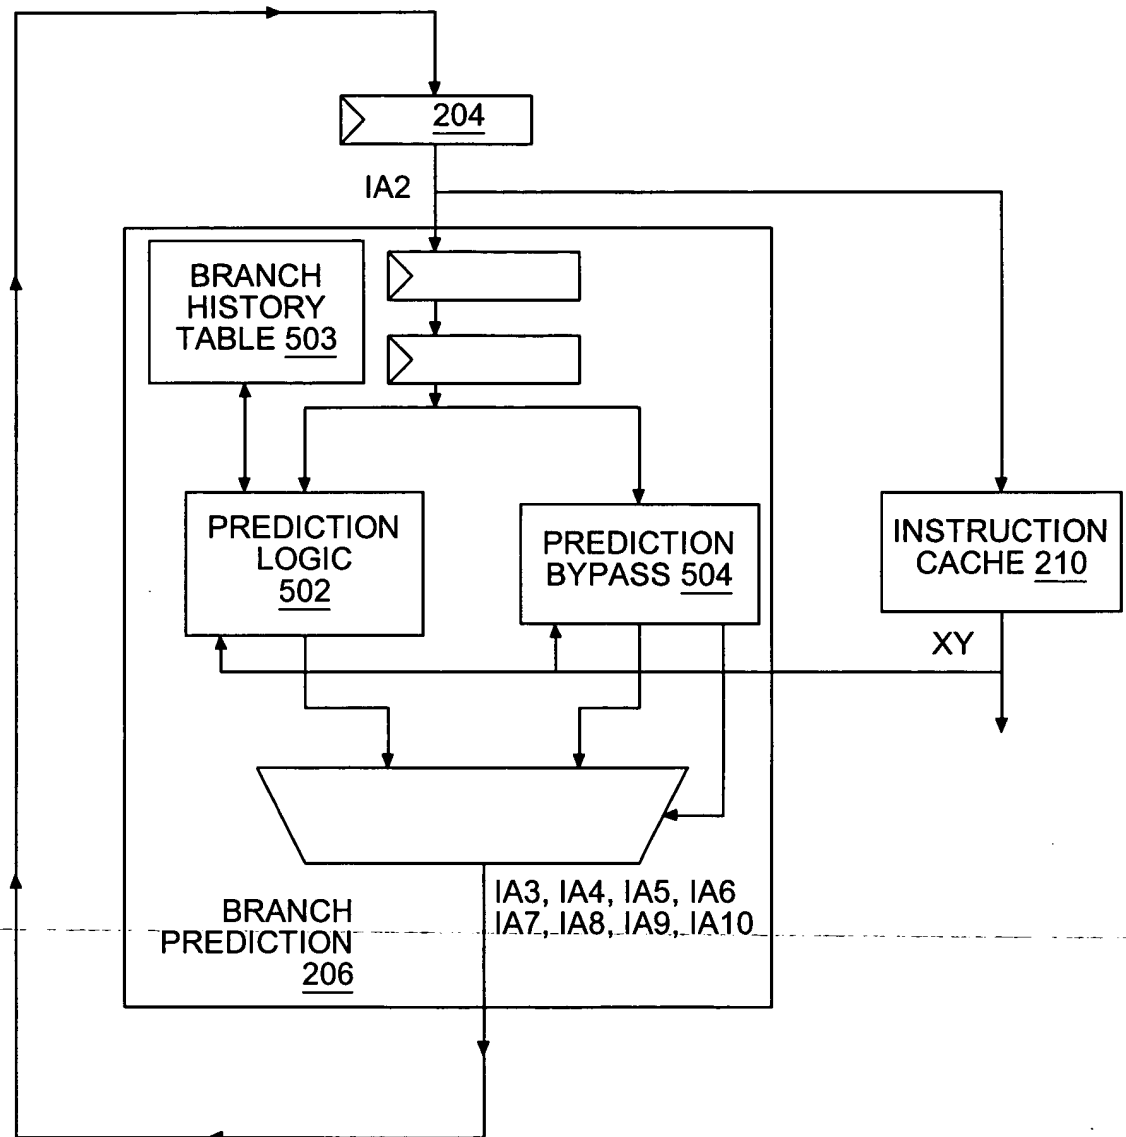 204
IA2
BRANCH
HISTORY
TABLE 503
PREDICTION
LOGIC
502
PREDICTION
BYPASS 504
INSTRUCTION
CACHE 210
XY
IA3, IA4, IA5, IA6
IA7, IA8, IA9, IA10
BRANCH
PREDICTION
206